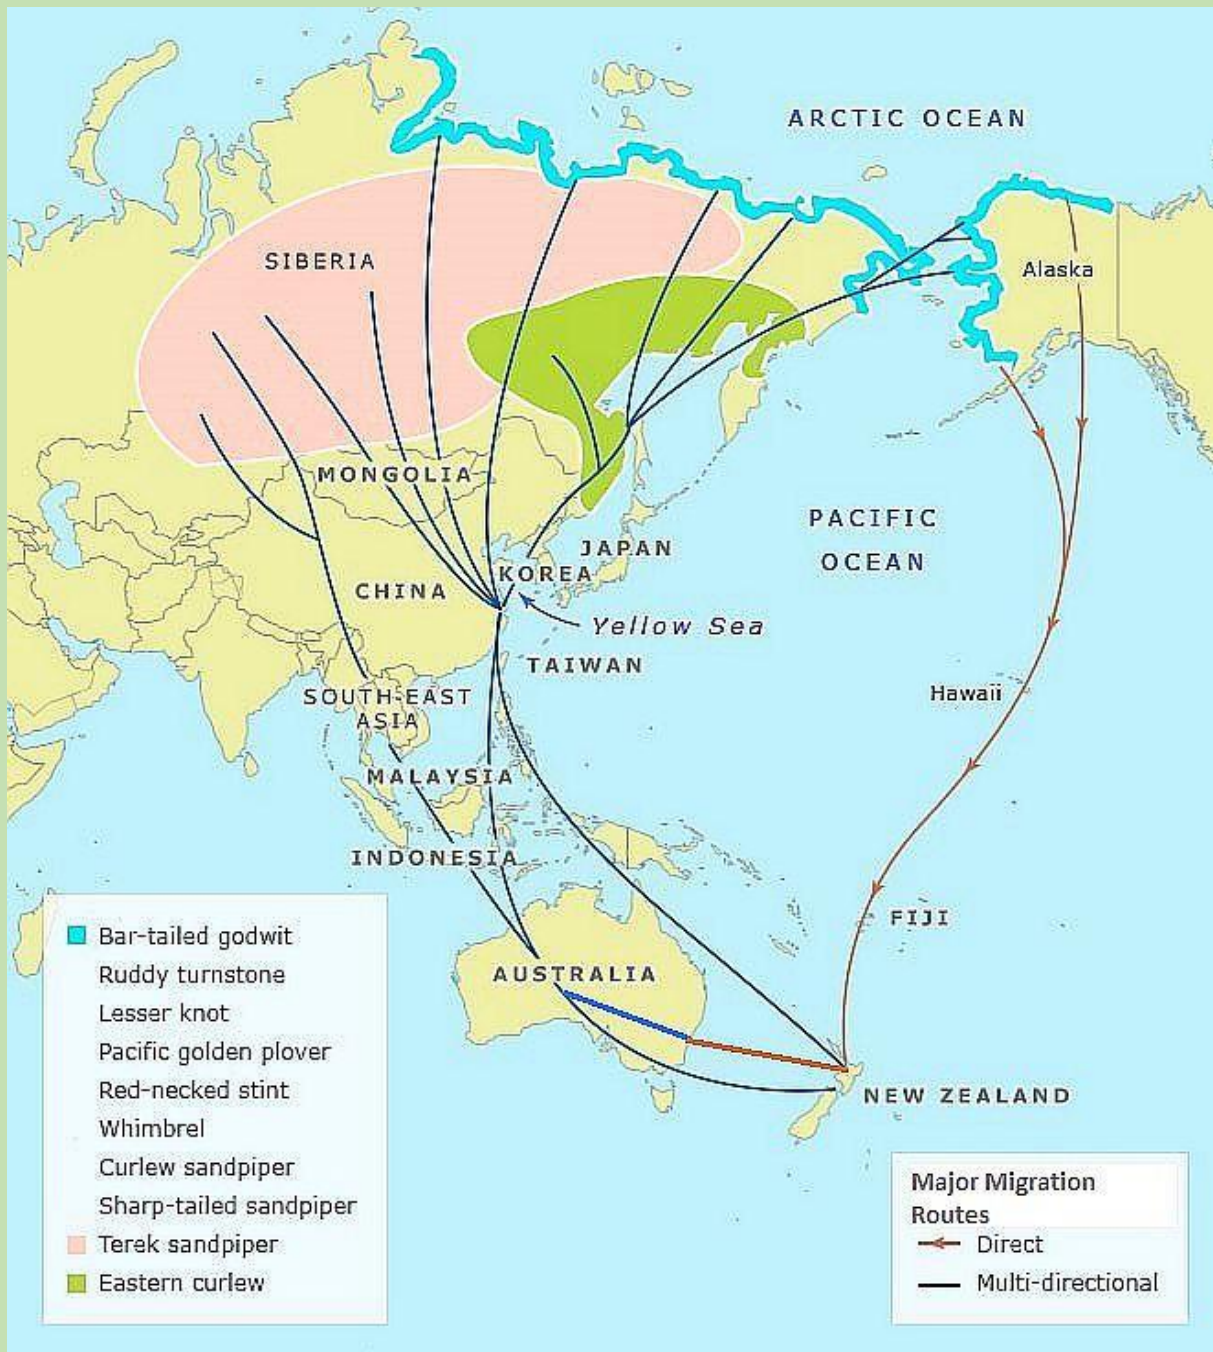 ARCTIC OCEAN
SIBERIA
Alaska
MONGOLIA
PACIFIC
OCEAN
JAPAN
KOREA
CHINA
Yellow Sea
TAIWAN
Hawaii
SOUTH-EAST
ASIA
MALAYSIA
INDONESIA
FIJI
AUSTRALIA
NEW ZEALAND
Bar-tailed godwit
Ruddy turnstone
Lesser knot
Pacific golden plover
Red-necked stint
Whimbrel
Curlew sandpiper
Sharp-tailed sandpiper
Terek sandpiper
Eastern curlew
Major Migration
Routes
Direct
Multi-directional